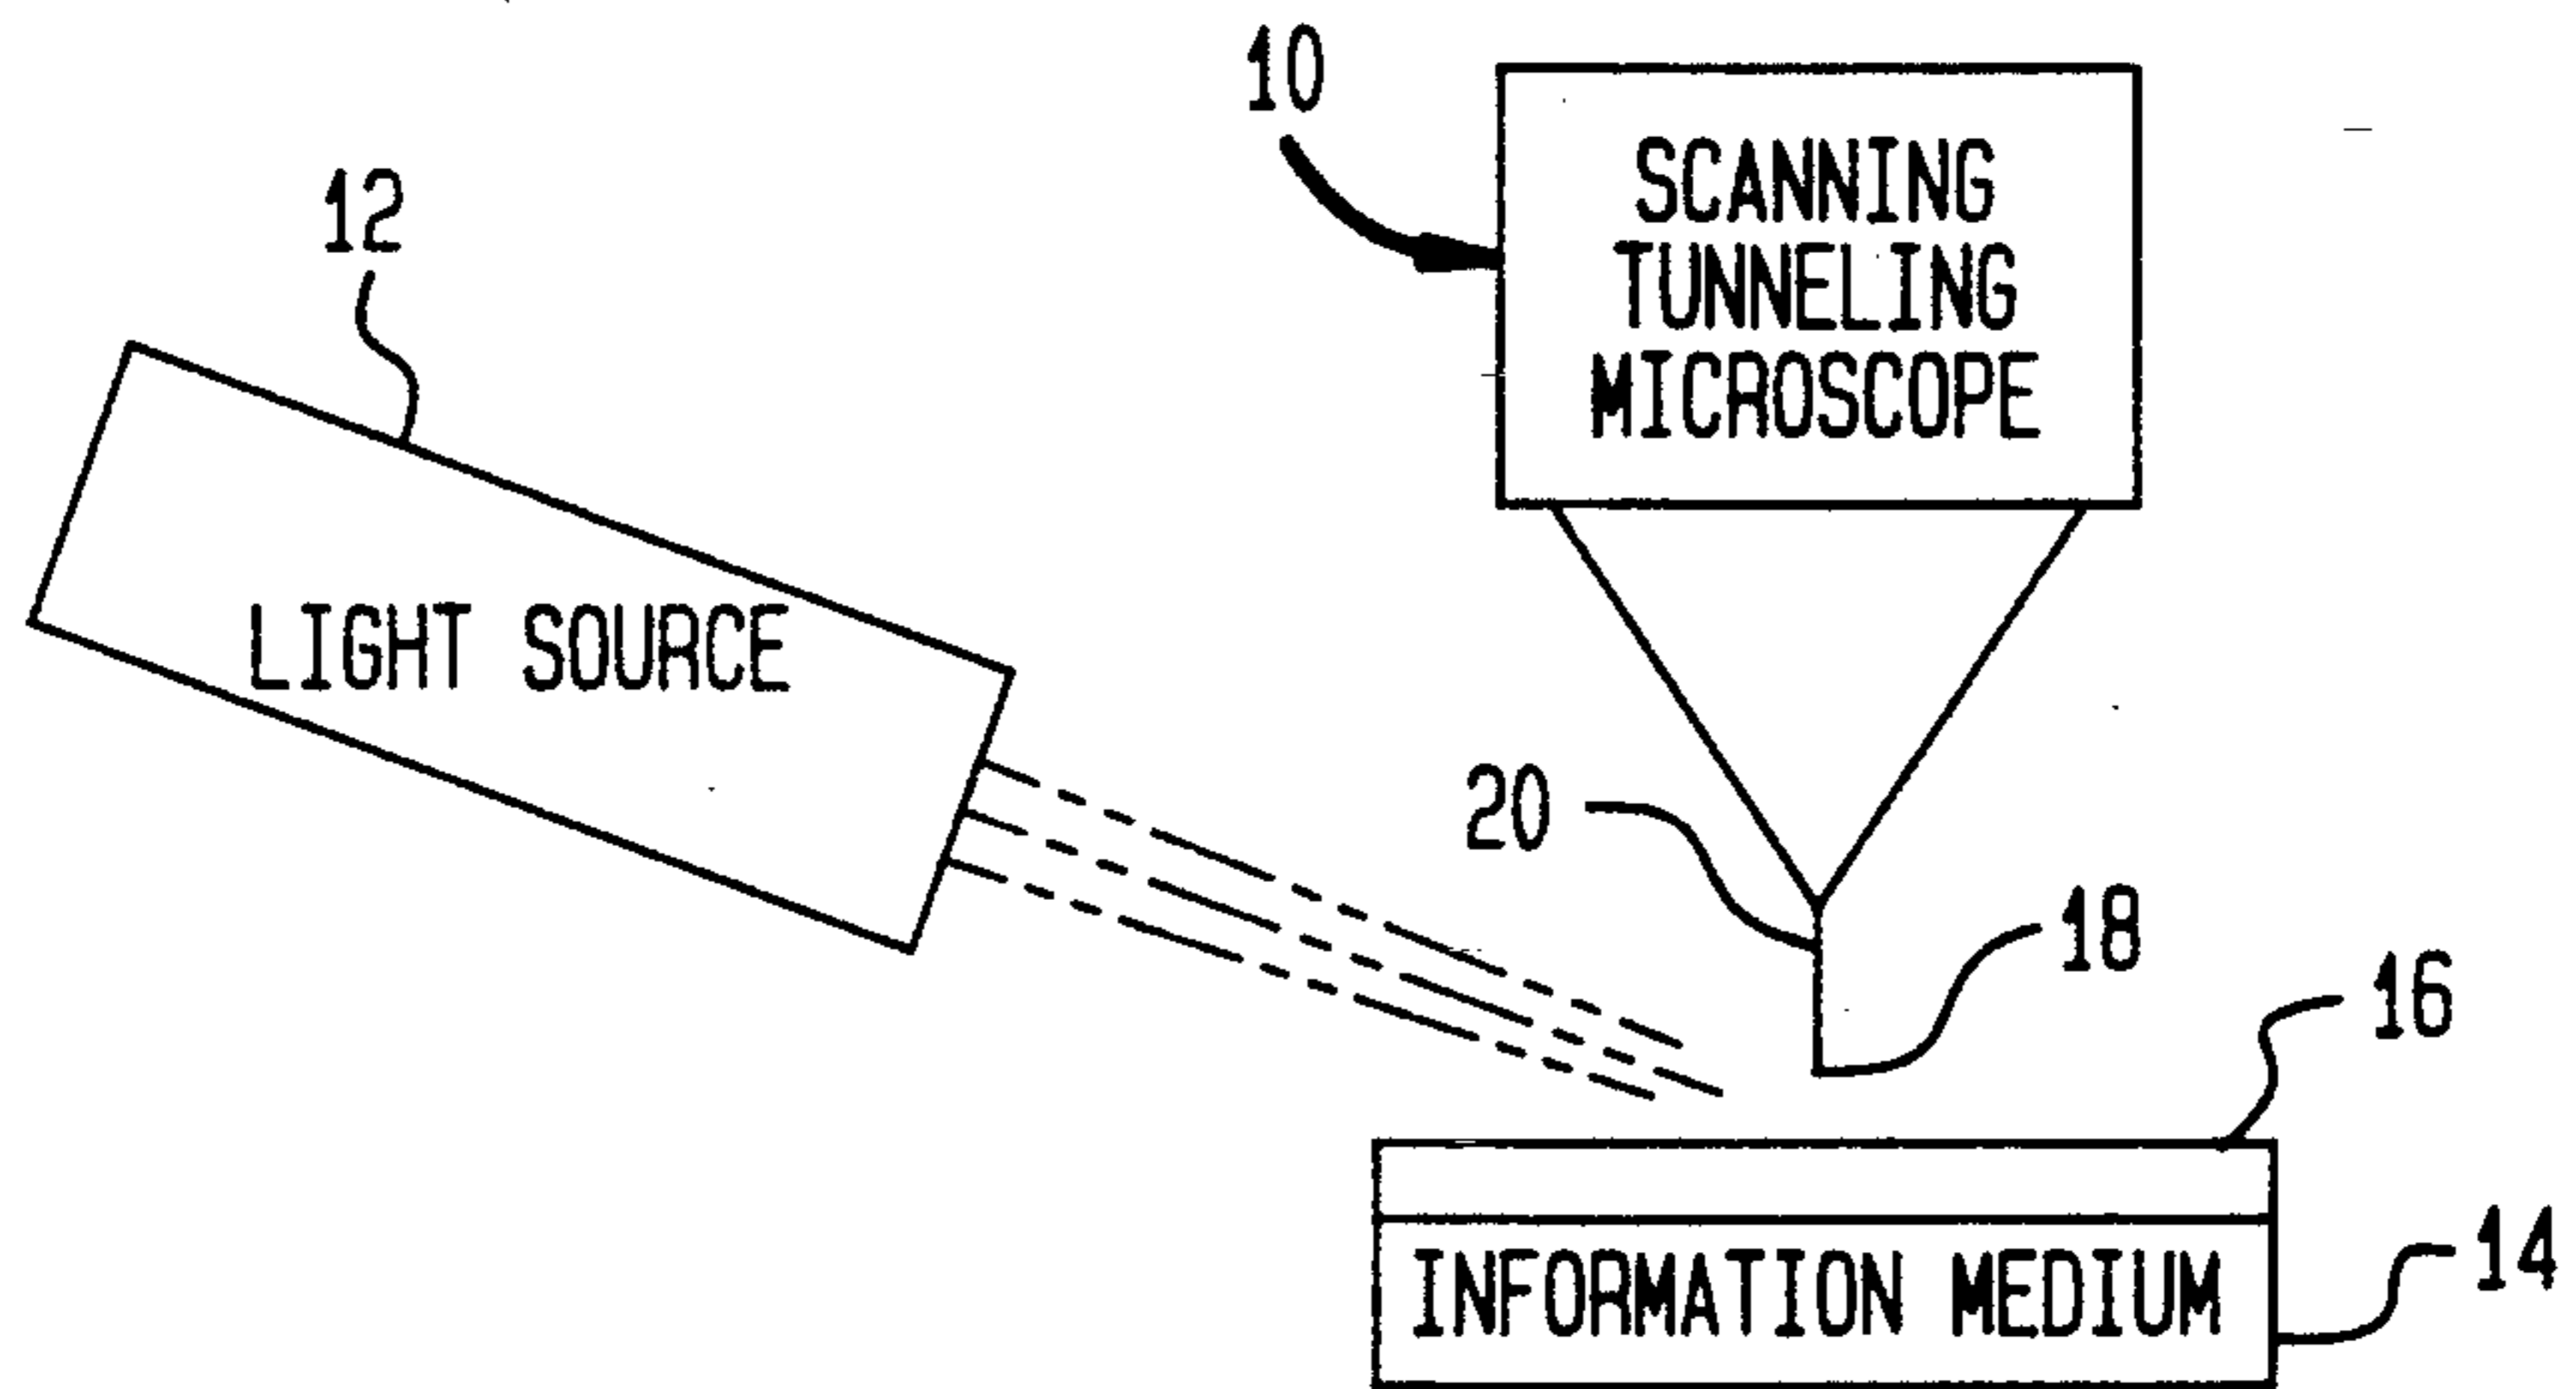 10
SCANNING
TUNNELING
MICROSCOPE
12
LIGHT SOURCE
20
18
16
INFORMATION MEDIUM
14